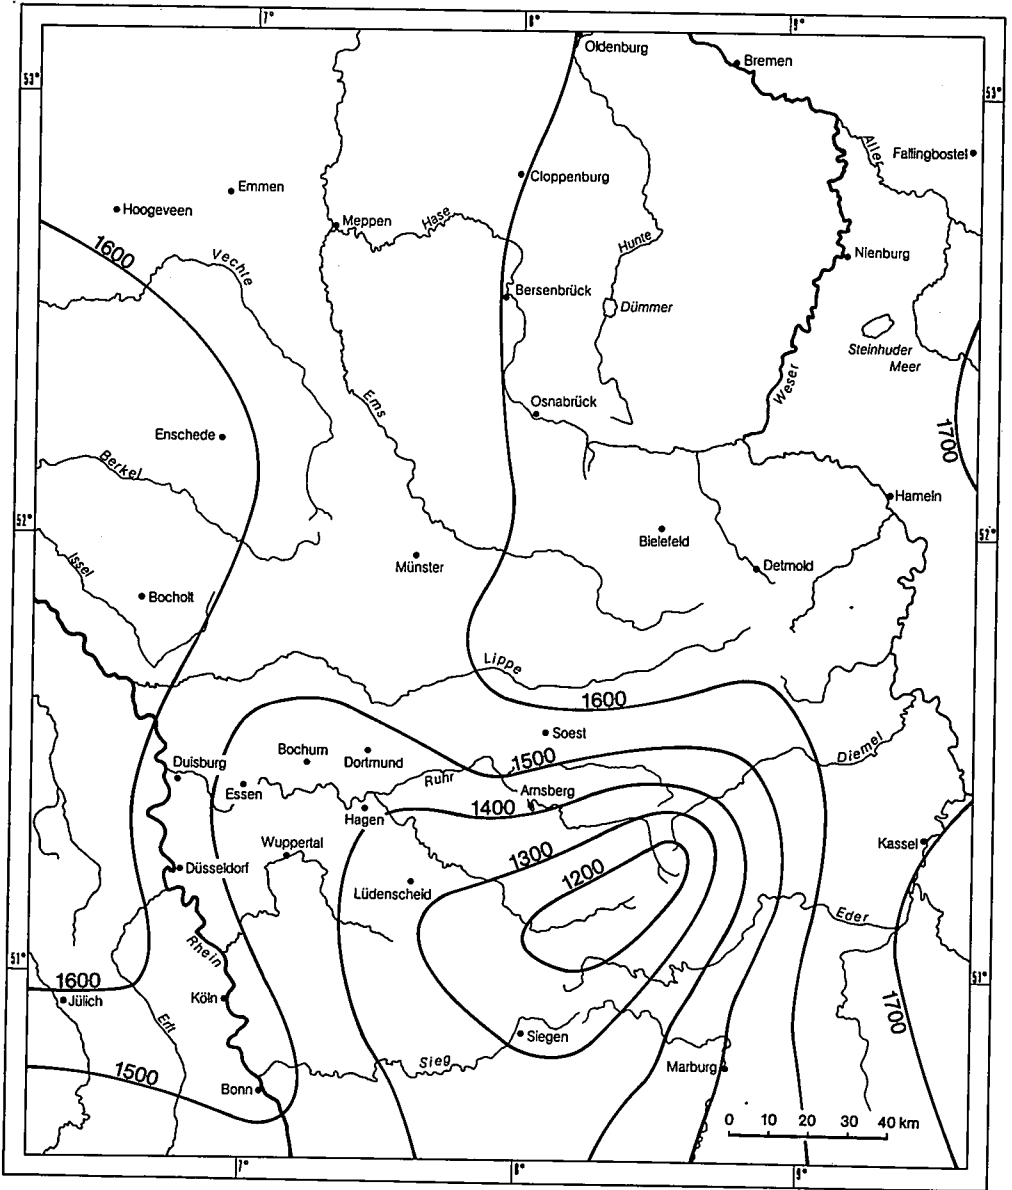 7°
8°
9°
Oldenburg
Bremen
53°
53°
Aller
Fallingbostel
Cloppenburg
Emmen
Hoogeveen
Meppen
Hase
Hunte
Nienburg
1600
Vechte
Bersenbrück
Dümmer
Steinhuder
Meer
Weser
Ems
Osnabrück
Enschede
1700
Berkel
Hameln
52°
52°
Bielefeld
Issel
Münster
Detmold
Bocholt
Lippe
1600
Soest
Diemel
Bochum
Dortmund
1500
Duisburg
Ruhr
Essen
Arnsberg
1400
Hagen
Wuppertal
Kassel
1300
Düsseldorf
1200
Lüdenscheid
Eder
Rhein
51°
51°
1600
Jülich
Köln
1700
Erft
Siegen
Sieg
Marburg
1500
Bonn
0 10 20 30 40 km
7°
8°
9°